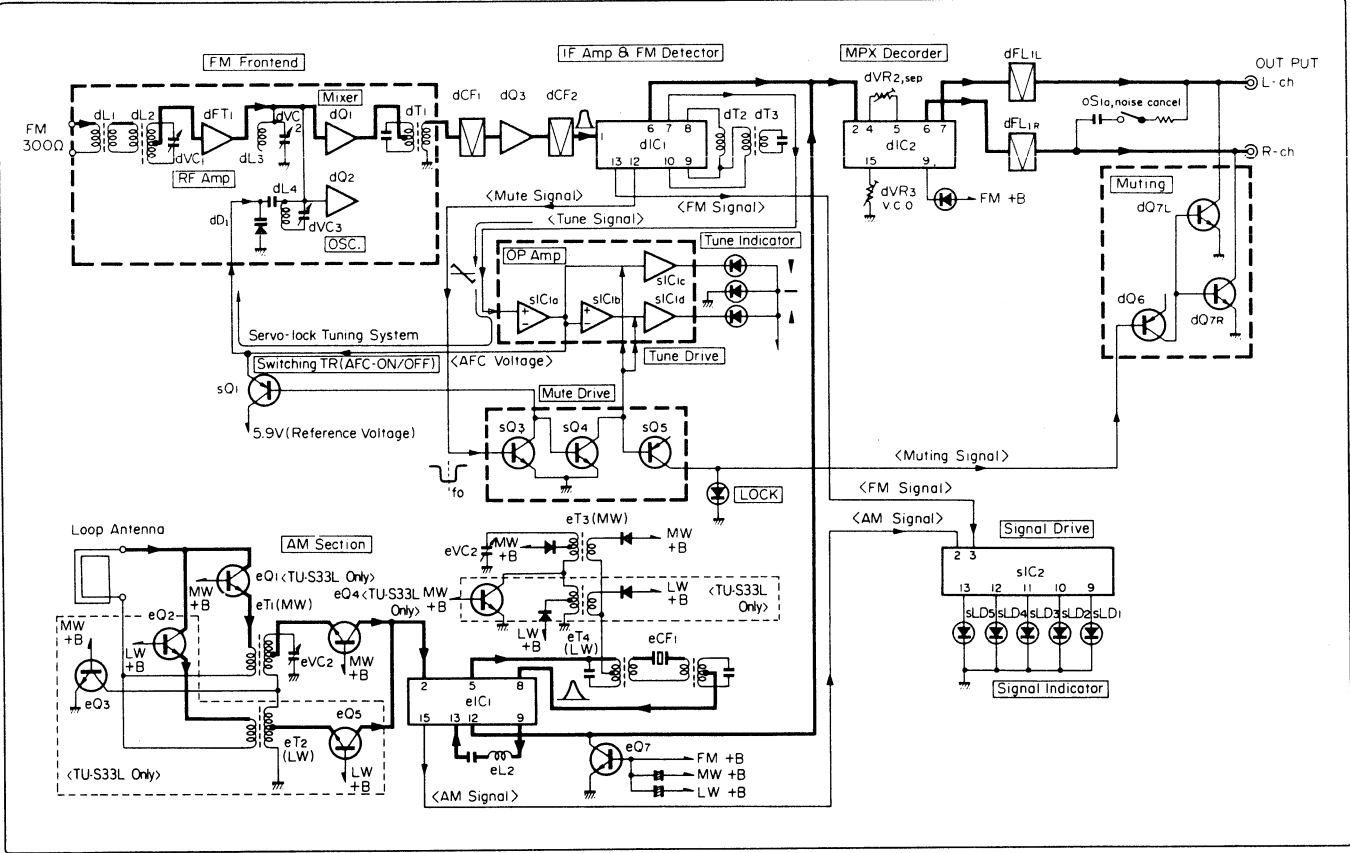 FM Frontend
IF Amp & FM Detector
MPX Decorder
dFL1L
OUT PUT
L-ch
Mixer
dCF1
dQ3
dCF2
dVR2,sep
oS1a,noise cancel
dL1
dL2
dFT1
dVC
2
dQ1
dT1
dT2
dT3
FM
300Ω
dVC
1
dL3
1
6
7
8
dIC1
13
12
10
9
2
4
5
6
7
dIC2
15
9
dFL1R
R-ch
RF Amp
dL4
dQ2
<Mute Signal>
<FM Signal>
dVR3
V.C.O
FM +B
Muting
dD1
dVC3
OSC.
<Tune Signal>
Tune Indicator
dQ7L
OP Amp
sIC1c
sIC1a
sIC1b
sIC1d
dQ6
dQ7R
Servo-lock Tuning System
<AFC Voltage>
Tune Drive
Switching TR(AFC-ON/OFF)
sQ1
Mute Drive
5.9V(Reference Voltage)
sQ3
sQ4
sQ5
<Muting Signal>
fo
LOCK
<FM Signal>
<AM Signal>
Signal Drive
Loop Antenna
AM Section
eT3(MW)
eVC2
MW
+B
MW
+B
2
3
sIC2
13
12
11
10
9
eQ1<TU-S33L Only>
MW
+B
eQ4<TU-S33L
Only>
MW
+B
LW
+B
<TU-S33L
Only>
eT1(MW)
eQ2
LW
+B
sLD5
sLD4
sLD3
sLD2
sLD1
MW
+B
LW
+B
eVC2
MW
+B
eT4
(LW)
eCF1
eQ3
2
5
8
eIC1
15
13
12
9
Signal Indicator
eQ5
eT2
(LW)
eQ7
<TU-S33L Only>
LW
+B
eL2
FM +B
MW +B
LW +B
<AM Signal>